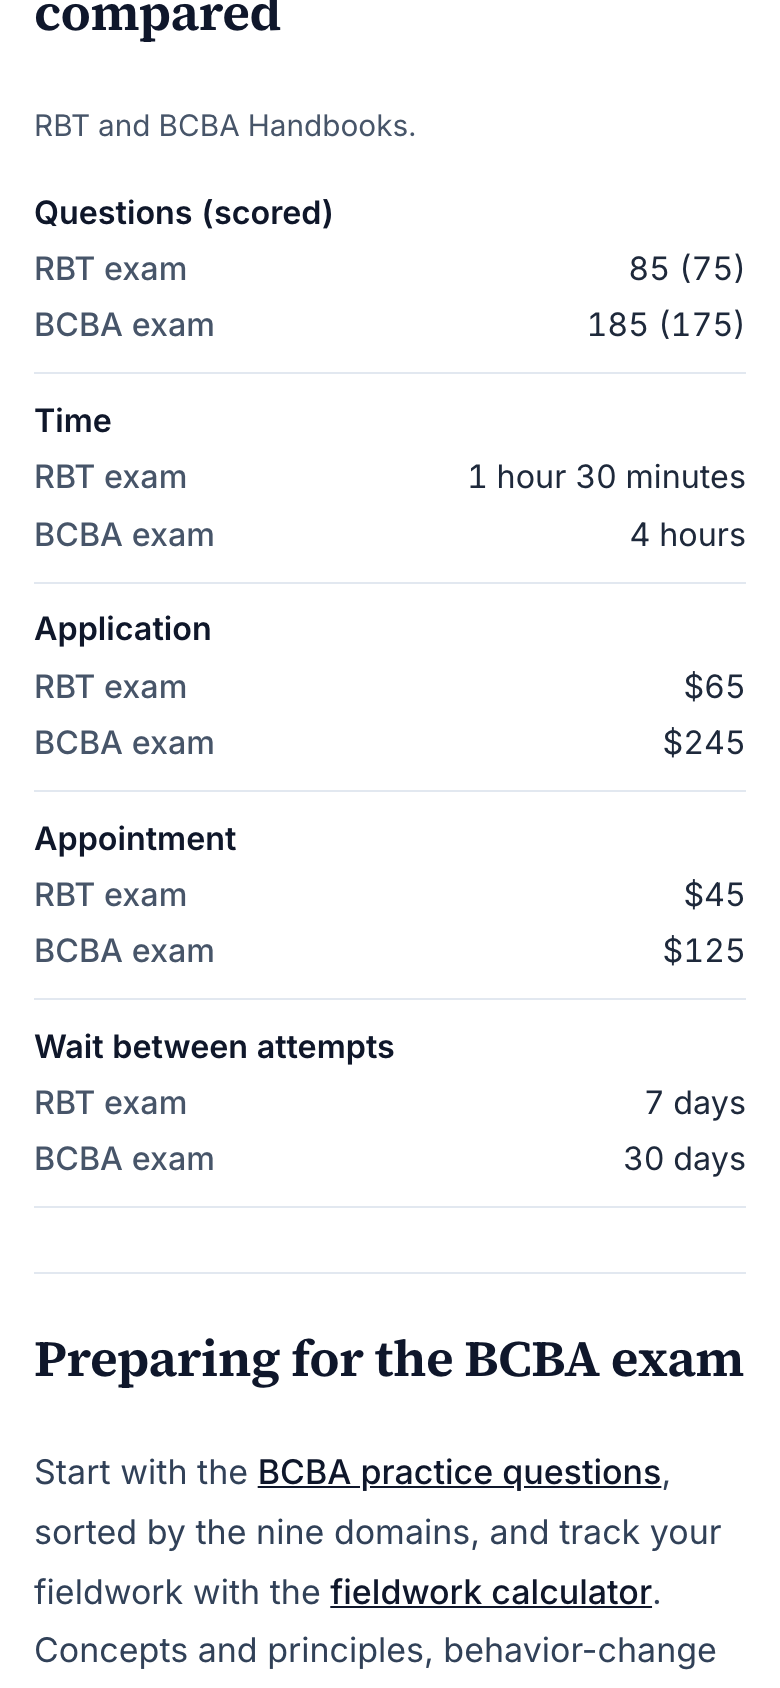 compared
RBT and BCBA Handbooks.
Questions (scored)
RBT exam 85 (75)
BCBA exam 185 (175)
Time
RBT exam 1 hour 30 minutes
BCBA exam 4 hours
Application
RBT exam $65
BCBA exam $245
Appointment
RBT exam $45
BCBA exam $125
Wait between attempts
RBT exam 7 days
BCBA exam 30 days
Preparing for the BCBA exam
Start with the BCBA practice questions,
sorted by the nine domains, and track your
fieldwork with the fieldwork calculator.
Concepts and principles, behavior-change